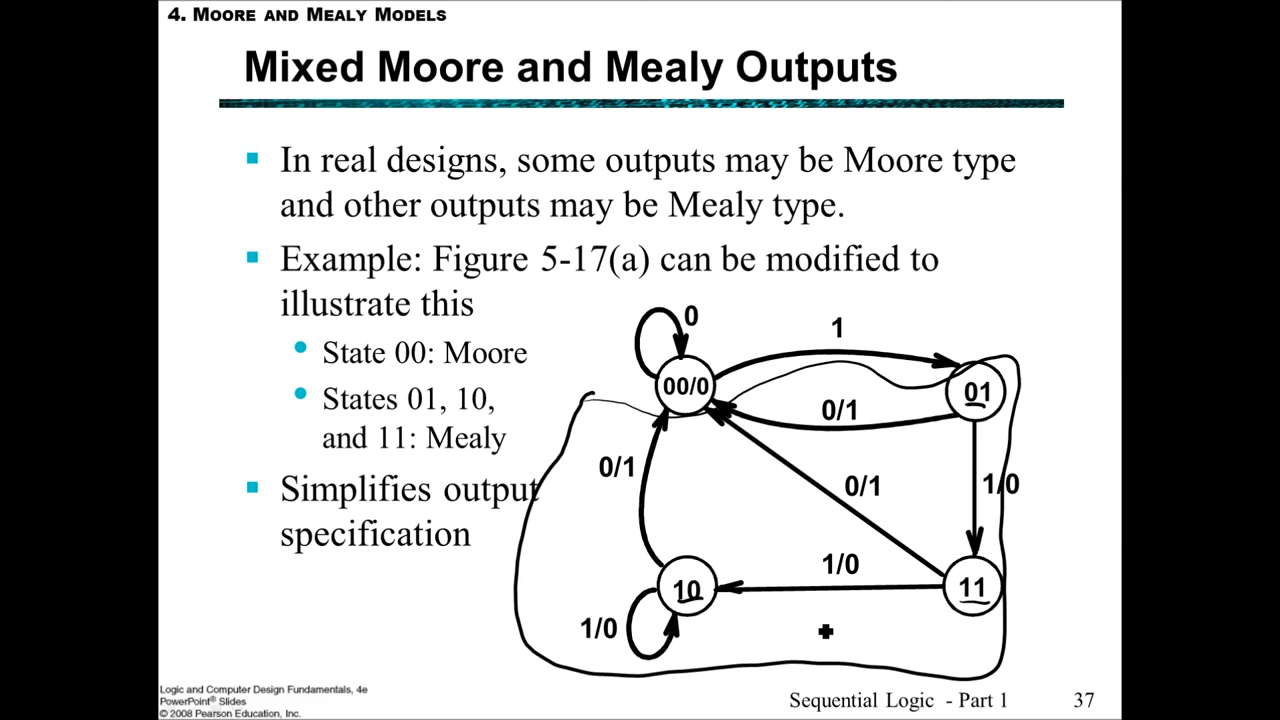 4. MOORE AND MEALY MODELS
Mixed Moore and Mealy Outputs
In real designs, some outputs may be Moore type
and other outputs may be Mealy type.
Example: Figure 5-17(a) can be modified to
illustrate this
State 00: Moore
States 01, 10,
and 11: Mealy
Simplifies output
specification
0
1
00/0
01
0/1
0/1
0/1
1/0
1/0
10
11
1/0
Logic and Computer Design Fundamentals, 4e
PowerPoint® Slides
© 2008 Pearson Education, Inc.
Sequential Logic - Part 1
37